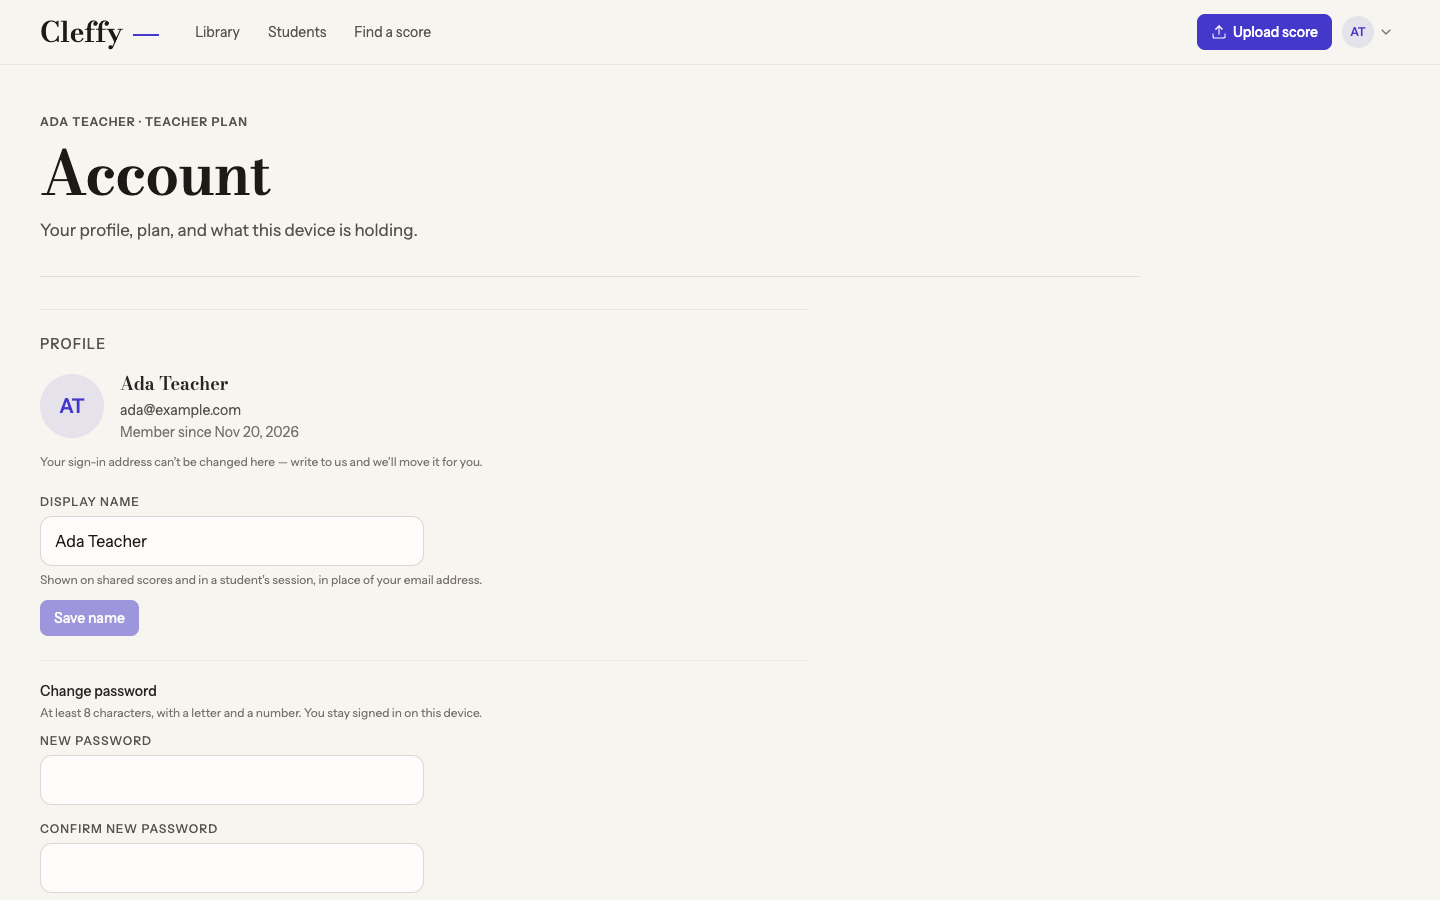 Cleffy
Library
Students
Find a score
Upload score
AT
ADA TEACHER · TEACHER PLAN
Account
Your profile, plan, and what this device is holding.
PROFILE
AT
Ada Teacher
ada@example.com
Member since Nov 20, 2026
Your sign-in address can’t be changed here — write to us and we’ll move it for you.
DISPLAY NAME
Ada Teacher
Shown on shared scores and in a student’s session, in place of your email address.
Save name
Change password
At least 8 characters, with a letter and a number. You stay signed in on this device.
NEW PASSWORD
CONFIRM NEW PASSWORD